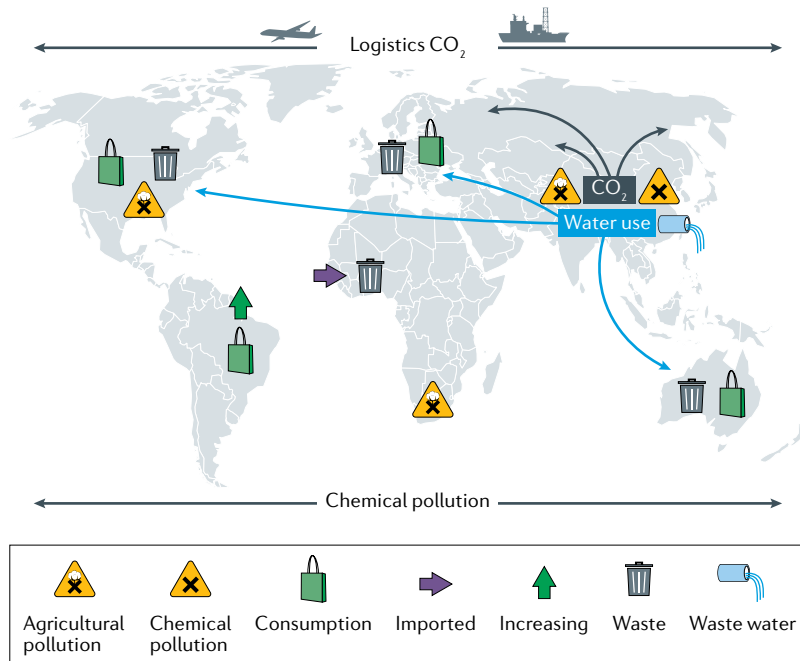 Logistics CO₂
CO₂
Water use
Chemical pollution
Agricultural pollution
Chemical pollution
Consumption
Imported
Increasing
Waste
Waste water